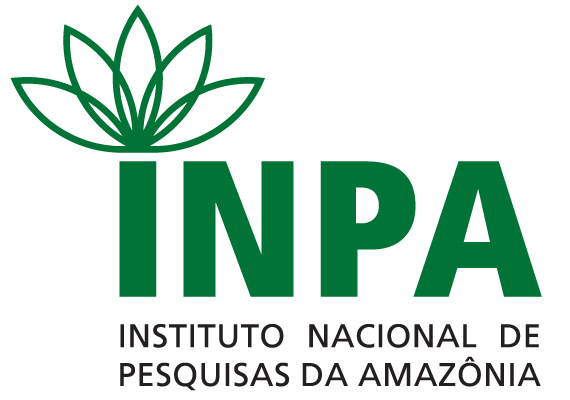 INPA
INSTITUTO NACIONAL DE
PESQUISAS DA AMAZÔNIA